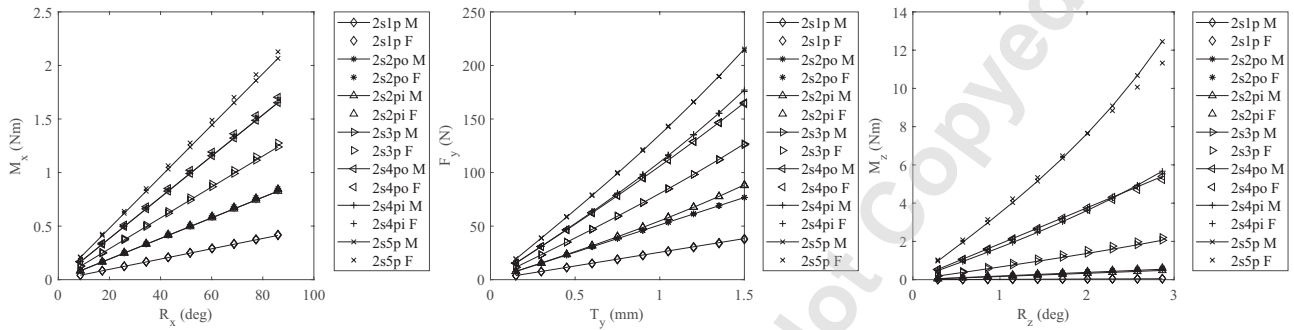 M_x (Nm)
2.5
2
1.5
1
0.5
0
0 20 40 60 80 100
R_x (deg)
2s1p M
2s1p F
2s2po M
2s2po F
2s2pi M
2s2pi F
2s3p M
2s3p F
2s4po M
2s4po F
2s4pi M
2s4pi F
2s5p M
2s5p F
F_y (N)
250
200
150
100
50
0
0 0.5 1 1.5
T_y (mm)
2s1p M
2s1p F
2s2po M
2s2po F
2s2pi M
2s2pi F
2s3p M
2s3p F
2s4po M
2s4po F
2s4pi M
2s4pi F
2s5p M
2s5p F
M_z (Nm)
14
12
10
8
6
4
2
0
0 1 2 3
R_z (deg)
2s1p M
2s1p F
2s2po M
2s2po F
2s2pi M
2s2pi F
2s3p M
2s3p F
2s4po M
2s4po F
2s4pi M
2s4pi F
2s5p M
2s5p F
Not Copyed